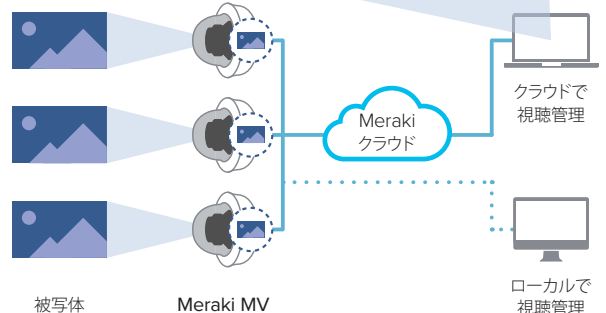 クラウドで
視聴管理
Meraki
クラウド
ローカルで
視聴管理
被写体
Meraki MV